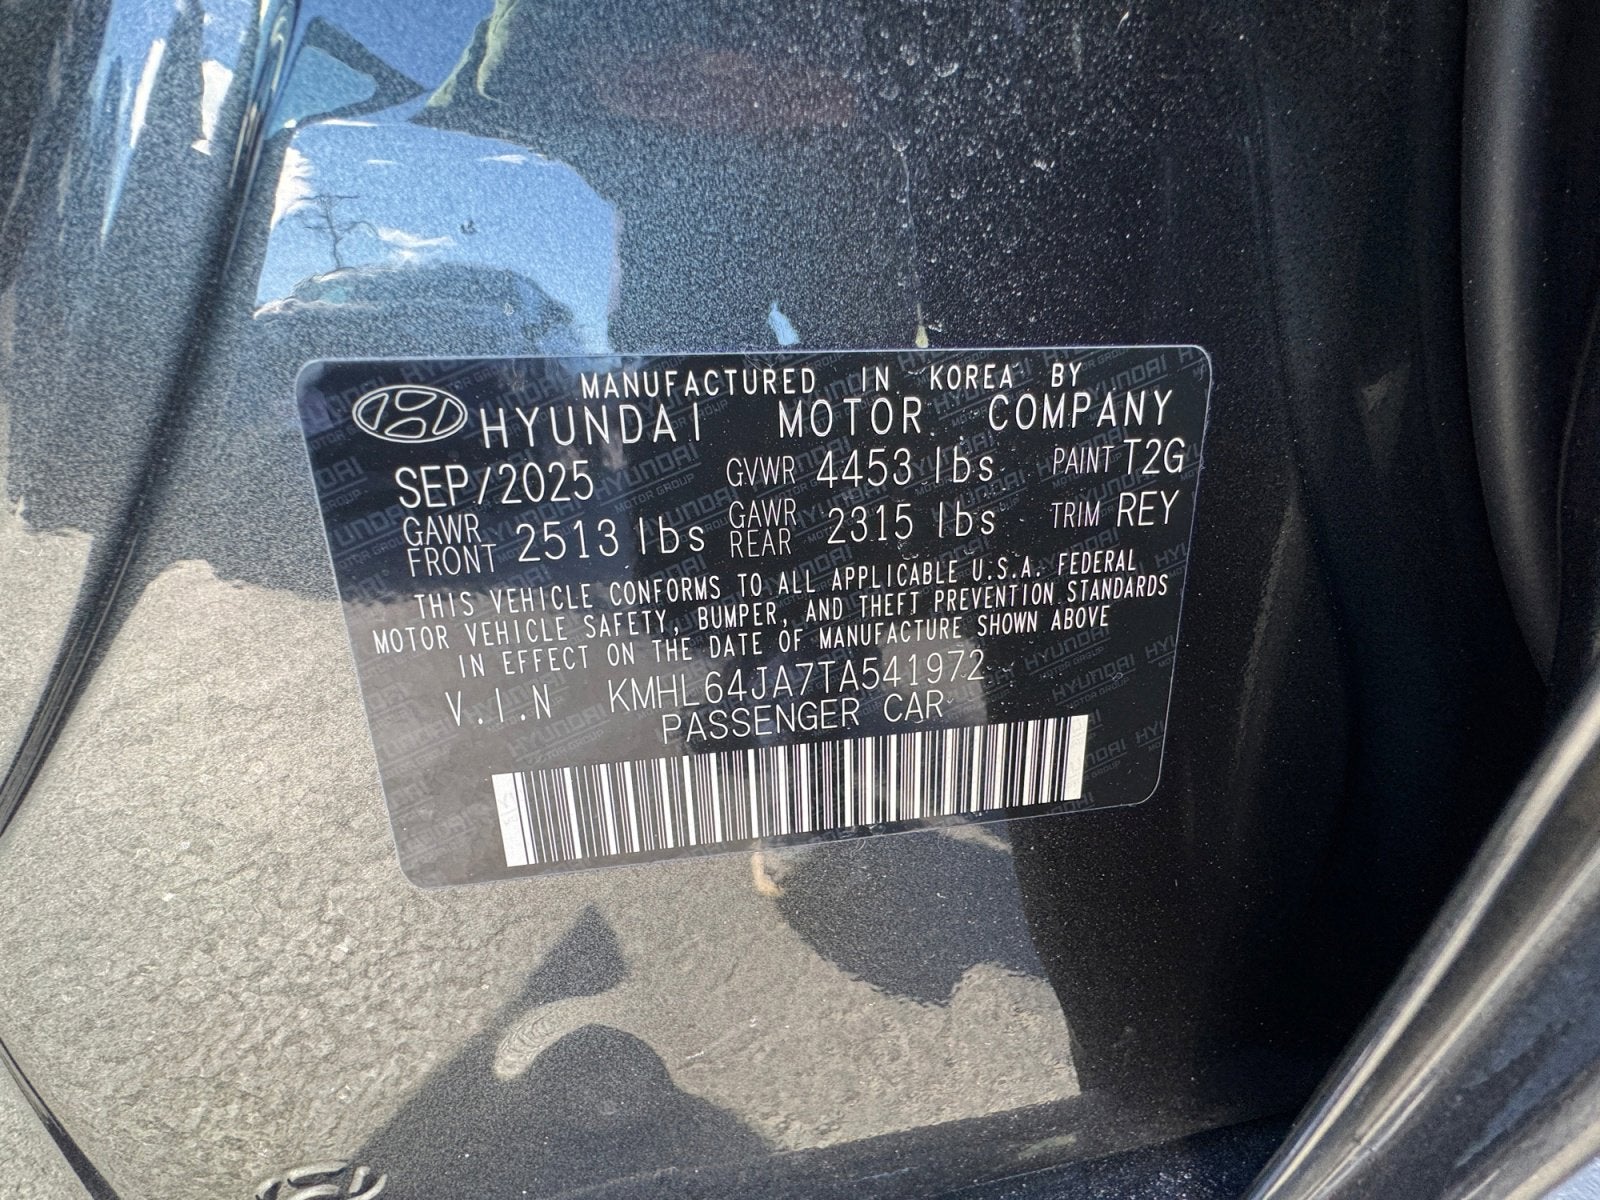 MANUFACTURED IN KOREA BY
HYUNDAI MOTOR COMPANY
SEP/2025 GVWR 4453 lbs PAINT T2G
GAWR FRONT 2513 lbs GAWR REAR 2315 lbs TRIM REY
THIS VEHICLE CONFORMS TO ALL APPLICABLE U.S.A. FEDERAL
MOTOR VEHICLE SAFETY, BUMPER, AND THEFT PREVENTION STANDARDS
IN EFFECT ON THE DATE OF MANUFACTURE SHOWN ABOVE
V.I.N KMHL64JA7TA541972
PASSENGER CAR